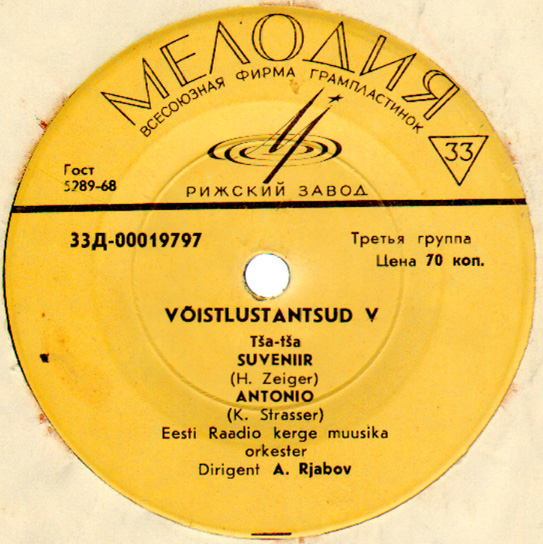 МЕЛОДИЯ
ВСЕСОЮЗНАЯ ФИРМА ГРАМПЛАСТИНОК
33
Гост
5289-68
РИЖСКИЙ ЗАВОД
33Д-00019797
Третья группа
Цена 70 коп.
VÕISTLUSTANTSUD V
Tša-tša
SUVENIIR
(H. Zeiger)
ANTONIO
(K. Strasser)
Eesti Raadio kerge muusika
orkester
Dirigent A. Rjabov